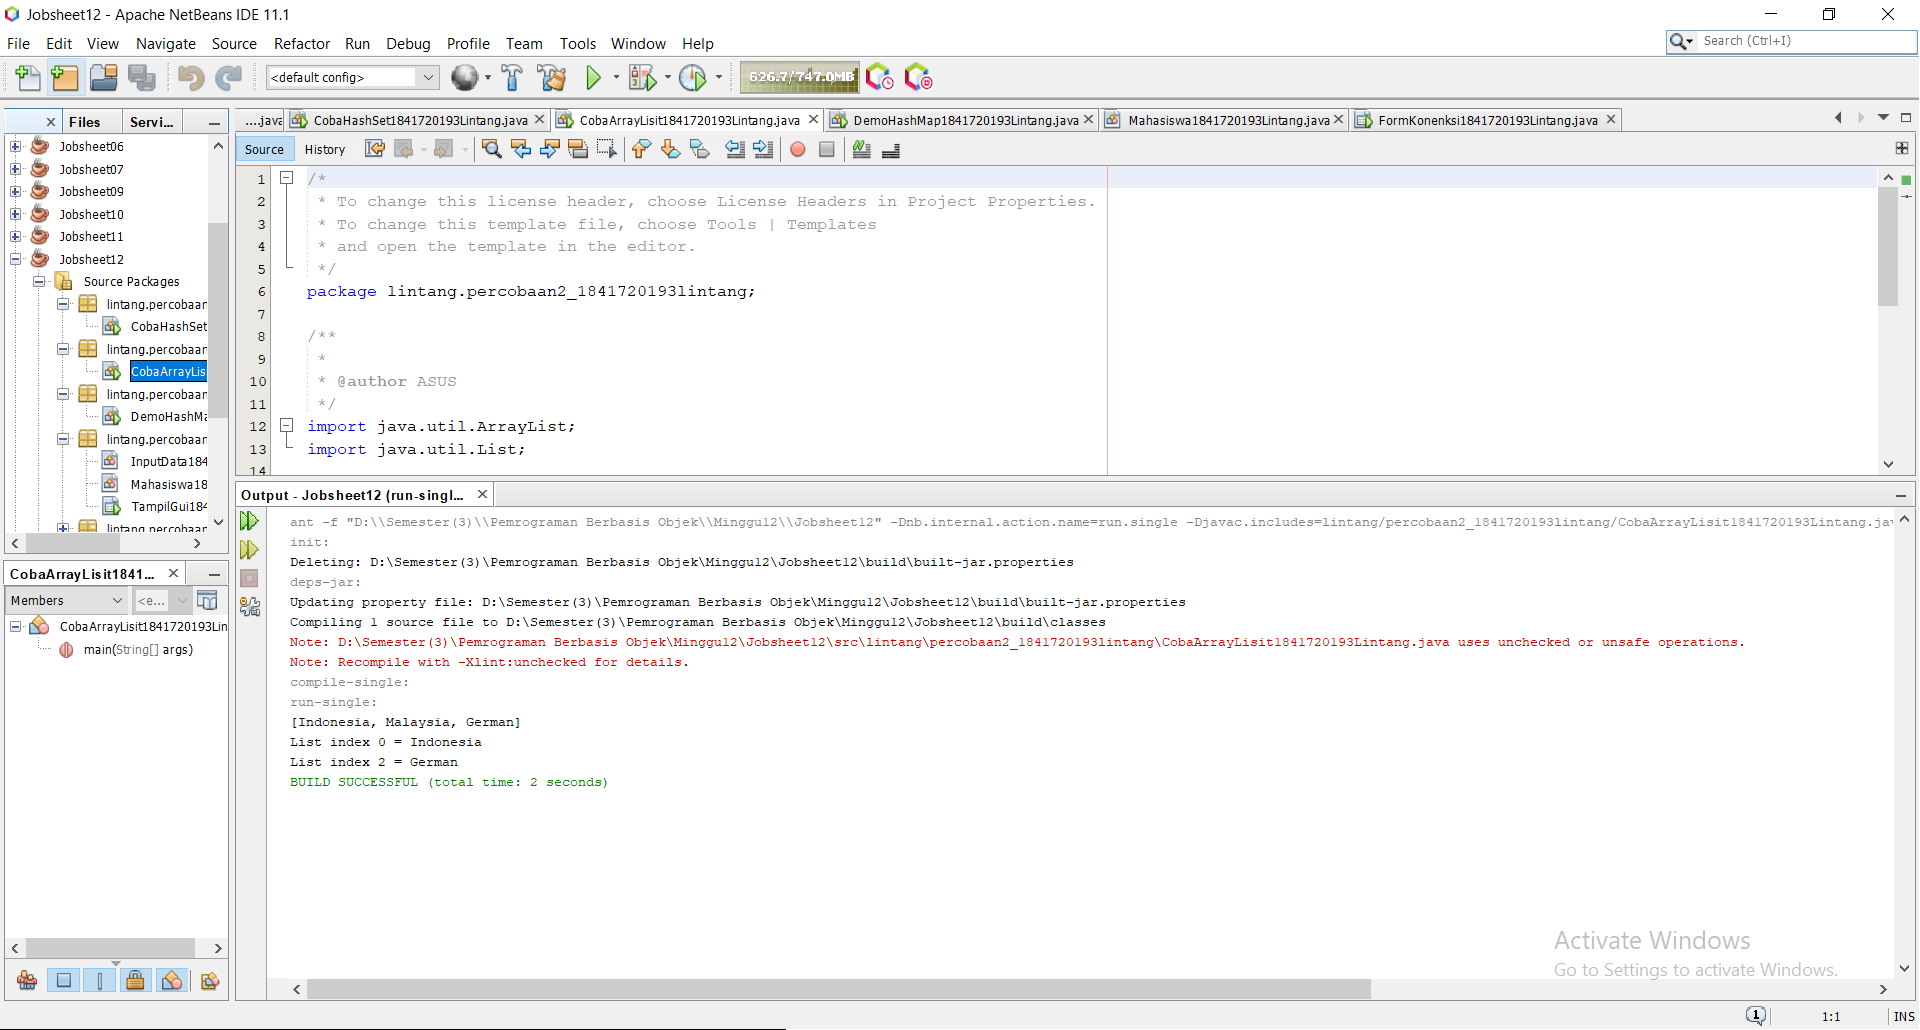 Jobsheet12 - Apache NetBeans IDE 11.1
File Edit View Navigate Source Refactor Run Debug Profile Team Tools Window Help
Search (Ctrl+I)
<default config>
626.7/747.0MB
Files
Servi...
....java
CobaHashSet1841720193Lintang.java
CobaArrayLisit1841720193Lintang.java
DemoHashMap1841720193Lintang.java
Mahasiswa1841720193Lintang.java
FormKonenksi1841720193Lintang.java
Source History
Jobsheet06
Jobsheet07
Jobsheet09
Jobsheet10
Jobsheet11
Jobsheet12
Source Packages
lintang.percobaan
CobaHashSet
lintang.percobaan
CobaArrayLis
lintang.percobaan
DemoHashMa
lintang.percobaan
InputData184
Mahasiswa18
TampilGui184
lintang.percobaan
1 /*
2 * To change this license header, choose License Headers in Project Properties.
3 * To change this template file, choose Tools | Templates
4 * and open the template in the editor.
5 */
6 package lintang.percobaan2_1841720193lintang;
7
8 /**
9 *
10 * @author ASUS
11 */
12 import java.util.ArrayList;
13 import java.util.List;
14
CobaArrayLisit1841...
Members
<e...
CobaArrayLisit1841720193Lin
main(String[] args)
Output - Jobsheet12 (run-singl...
ant -f "D:\\Semester(3)\\Pemrograman Berbasis Objek\\Minggu12\\Jobsheet12" -Dnb.internal.action.name=run.single -Djavac.includes=lintang/percobaan2_1841720193lintang/CobaArrayLisit1841720193Lintang.jav
init:
Deleting: D:\Semester(3)\Pemrograman Berbasis Objek\Minggu12\Jobsheet12\build\built-jar.properties
deps-jar:
Updating property file: D:\Semester(3)\Pemrograman Berbasis Objek\Minggu12\Jobsheet12\build\built-jar.properties
Compiling 1 source file to D:\Semester(3)\Pemrograman Berbasis Objek\Minggu12\Jobsheet12\build\classes
Note: D:\Semester(3)\Pemrograman Berbasis Objek\Minggu12\Jobsheet12\src\lintang\percobaan2_1841720193lintang\CobaArrayLisit1841720193Lintang.java uses unchecked or unsafe operations.
Note: Recompile with -Xlint:unchecked for details.
compile-single:
run-single:
[Indonesia, Malaysia, German]
List index 0 = Indonesia
List index 2 = German
BUILD SUCCESSFUL (total time: 2 seconds)
Activate Windows
Go to Settings to activate Windows.
1
1:1
INS